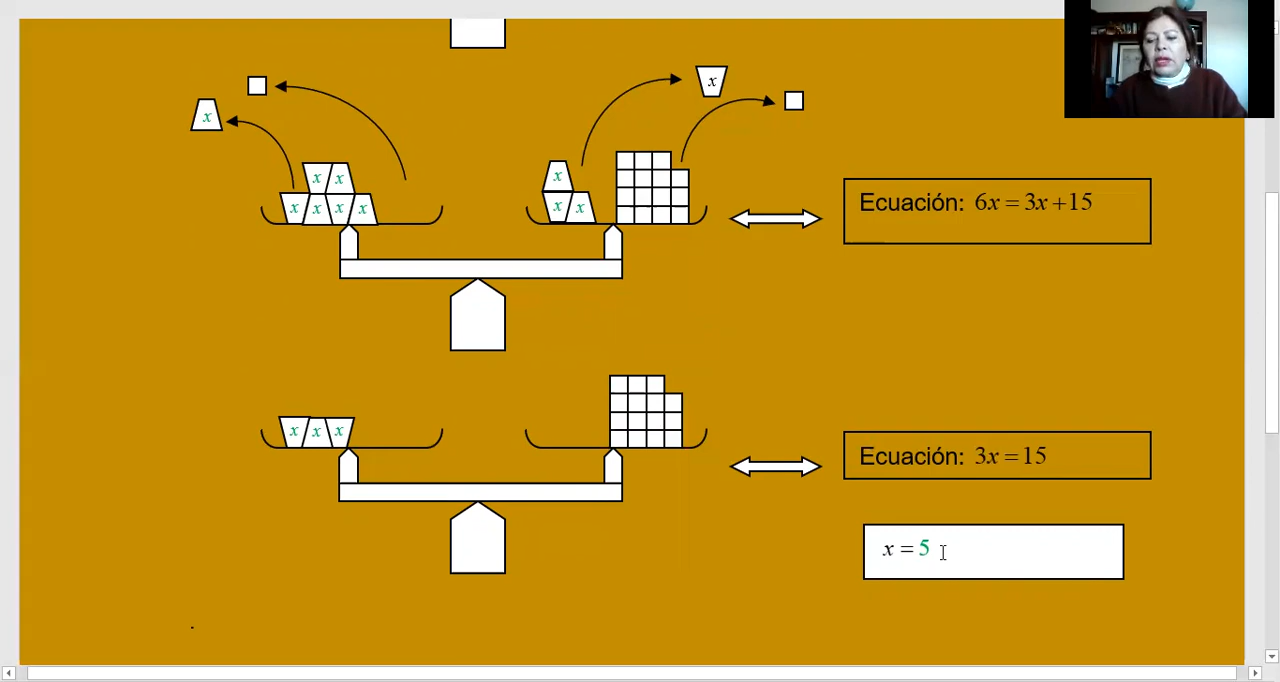 x
x
x x
x x x x
x
x x
Ecuación: 6x = 3x +15
x x x
Ecuación: 3x = 15
x = 5